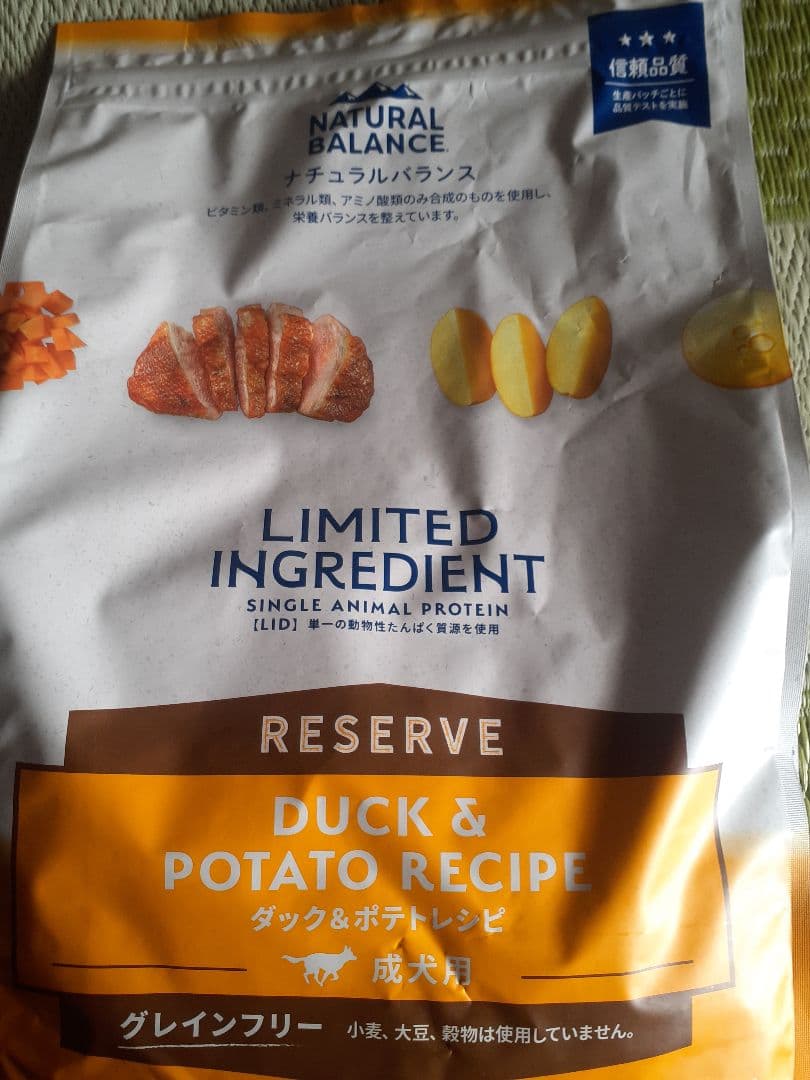 信頼品質
生産バッチごとに
品質テストを実施
NATURAL
BALANCE
ナチュラルバランス
ビタミン類、ミネラル類、アミノ酸類のみ合成のものを使用し、
栄養バランスを整えています。
LIMITED
INGREDIENT
SINGLE ANIMAL PROTEIN
【LID】単一の動物性たんぱく質源を使用
RESERVE
DUCK &
POTATO RECIPE
ダック&ポテトレシピ
成犬用
グレインフリー 小麦、大豆、穀物は使用していません。